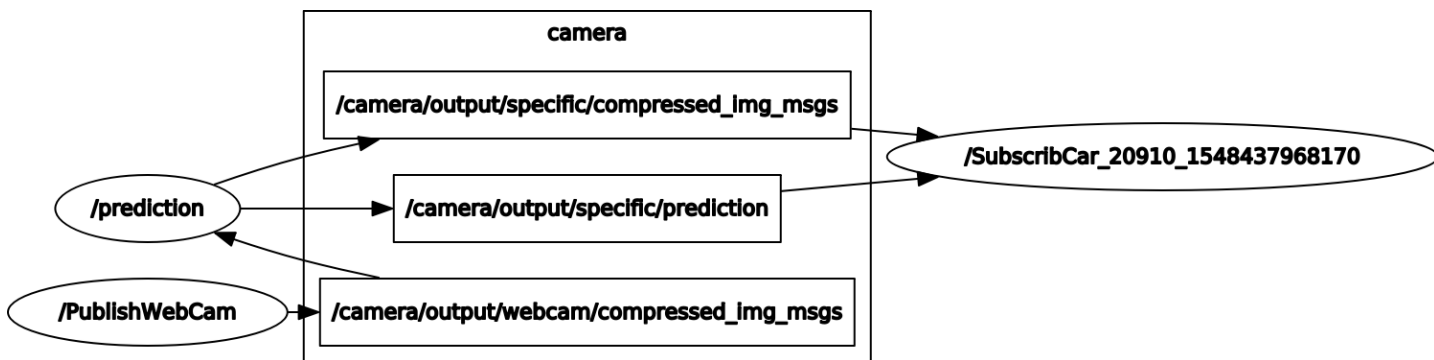 camera
/camera/output/specific/compressed_img_msgs
/SubscribCar_20910_1548437968170
/prediction
/camera/output/specific/prediction
/PublishWebCam
/camera/output/webcam/compressed_img_msgs